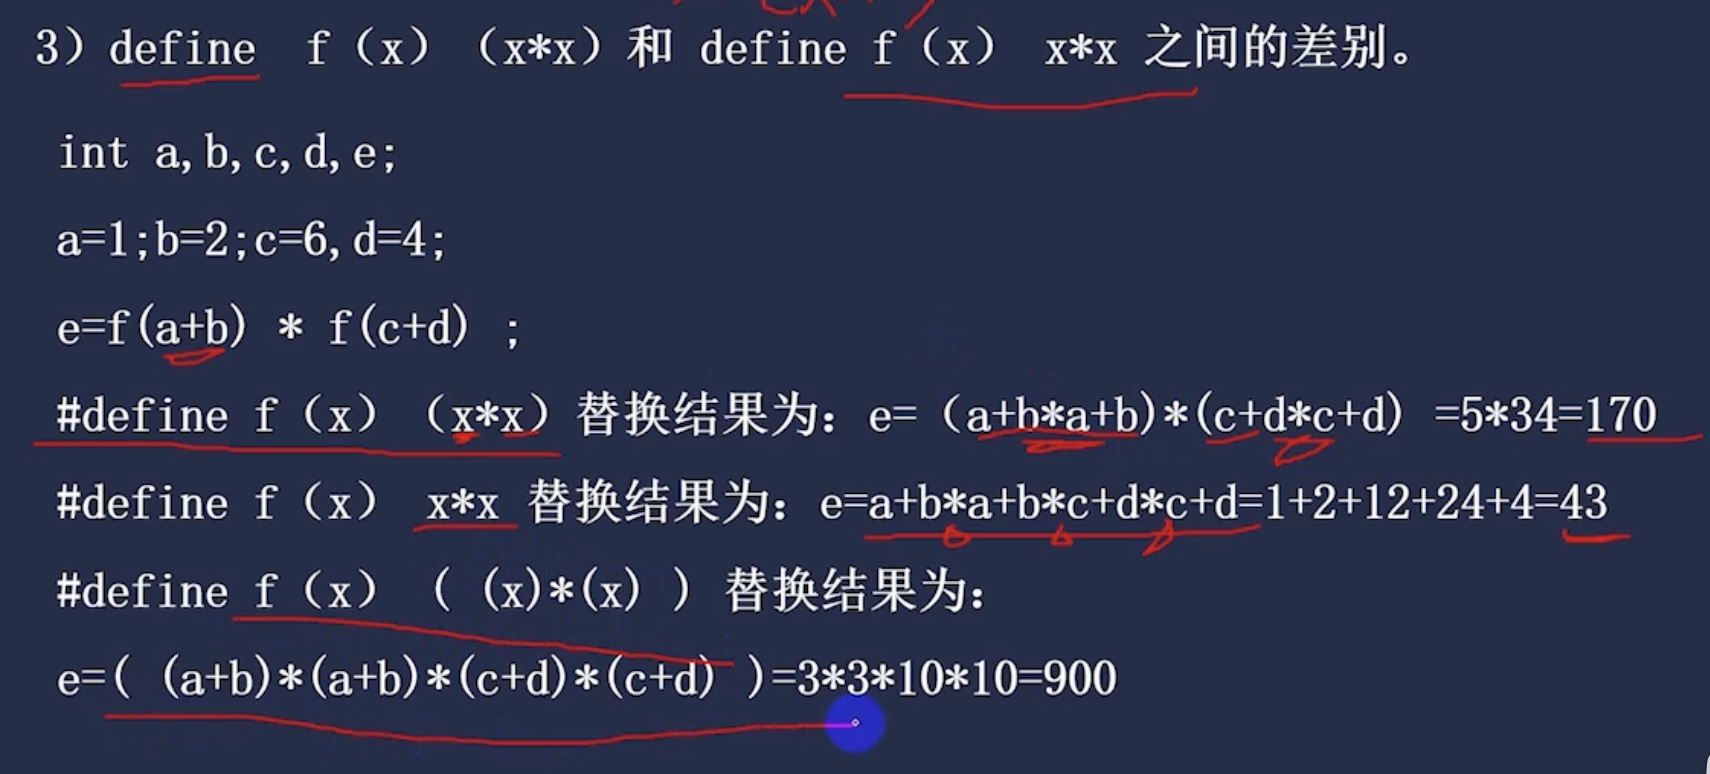 3）define f（x）（x*x）和 define f（x） x*x 之间的差别。
int a,b,c,d,e;
a=1;b=2;c=6,d=4;
e=f(a+b) * f(c+d) ;
#define f（x）（x*x）替换结果为：e=（a+b*a+b)*(c+d*c+d) =5*34=170
#define f（x） x*x 替换结果为：e=a+b*a+b*c+d*c+d=1+2+12+24+4=43
#define f（x） ( (x)*(x) ) 替换结果为：
e=( (a+b)*(a+b)*(c+d)*(c+d) )=3*3*10*10=900